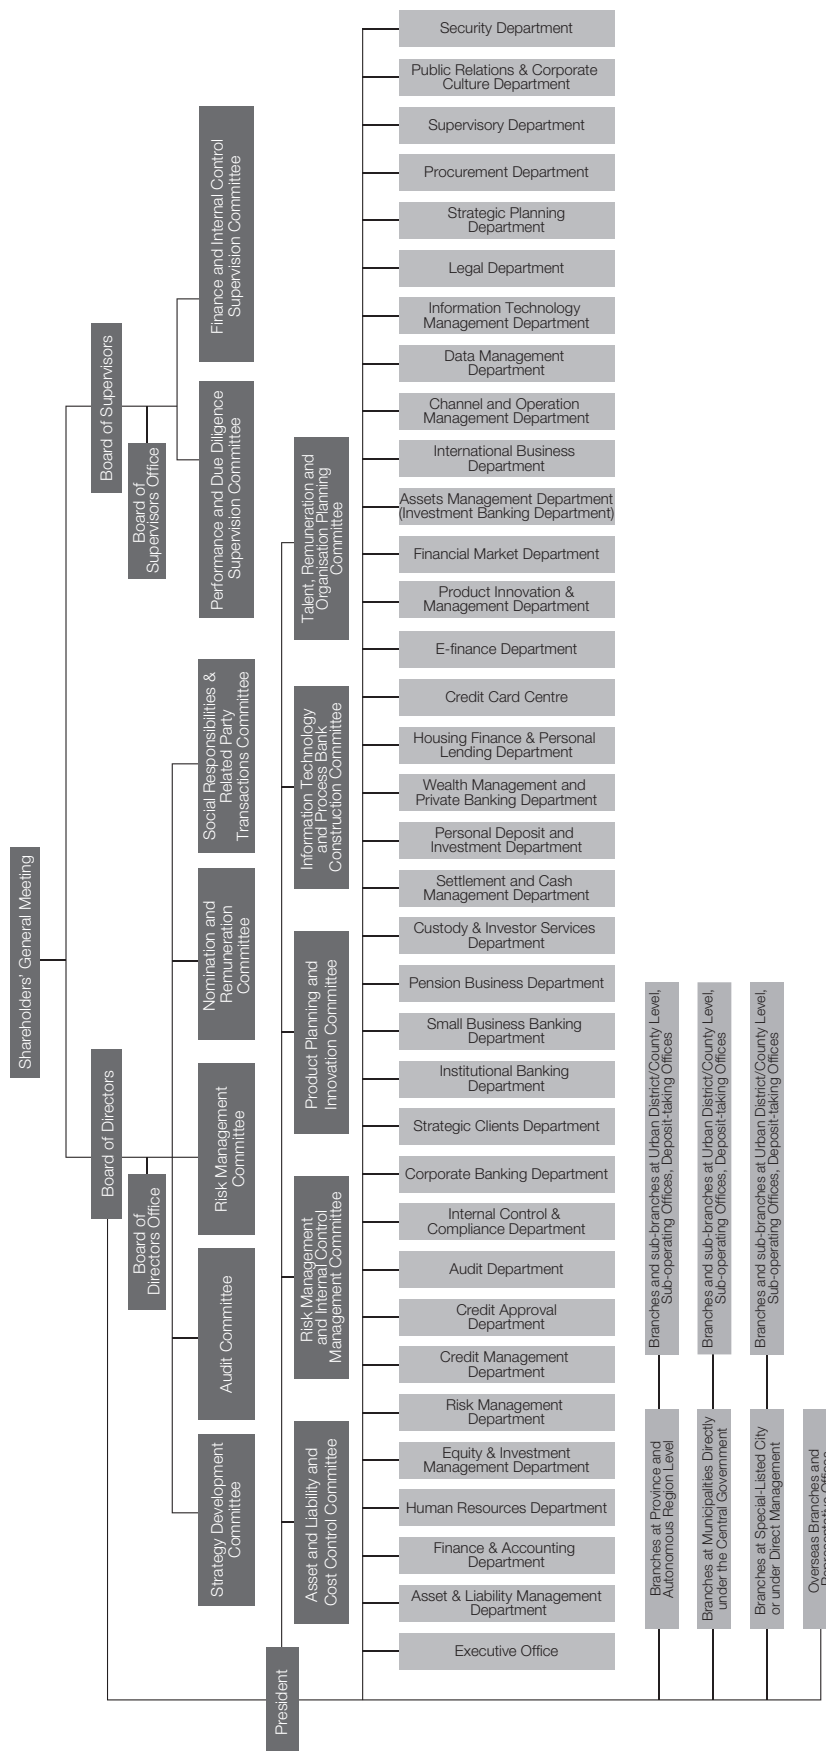 Shareholders' General Meeting
Board of Supervisors
Board of
Supervisors Office
Finance and Internal Control
Supervision Committee
Performance and Due Diligence
Supervision Committee
Board of Directors
Board of
Directors Office
Social Responsibilities &
Related Party
Transactions Committee
Nomination and
Remuneration
Committee
Risk Management
Committee
Audit Committee
Strategy Development
Committee
President
Talent, Remuneration and
Organisation Planning
Committee
Information Technology
and Process Bank
Construction Committee
Product Planning and
Innovation Committee
Risk Management
and Internal Control
Management Committee
Asset and Liability and
Cost Control Committee
Security Department
Public Relations & Corporate
Culture Department
Supervisory Department
Procurement Department
Strategic Planning
Department
Legal Department
Information Technology
Management Department
Data Management
Department
Channel and Operation
Management Department
International Business
Department
Assets Management Department
(Investment Banking Department)
Financial Market Department
Product Innovation &
Management Department
E-finance Department
Credit Card Centre
Housing Finance & Personal
Lending Department
Wealth Management and
Private Banking Department
Personal Deposit and
Investment Department
Settlement and Cash
Management Department
Custody & Investor Services
Department
Pension Business Department
Small Business Banking
Department
Institutional Banking
Department
Strategic Clients Department
Corporate Banking Department
Internal Control &
Compliance Department
Audit Department
Credit Approval
Department
Credit Management
Department
Risk Management
Department
Equity & Investment
Management Department
Human Resources Department
Finance & Accounting
Department
Asset & Liability Management
Department
Executive Office
Branches at Province and
Autonomous Region Level
Branches and sub-branches at Urban District/County Level,
Sub-operating Offices, Deposit-taking Offices
Branches at Municipalities Directly
under the Central Government
Branches and sub-branches at Urban District/County Level,
Sub-operating Offices, Deposit-taking Offices
Branches at Special-Listed City
or under Direct Management
Branches and sub-branches at Urban District/County Level,
Sub-operating Offices, Deposit-taking Offices
Overseas Branches and
Representative Offices